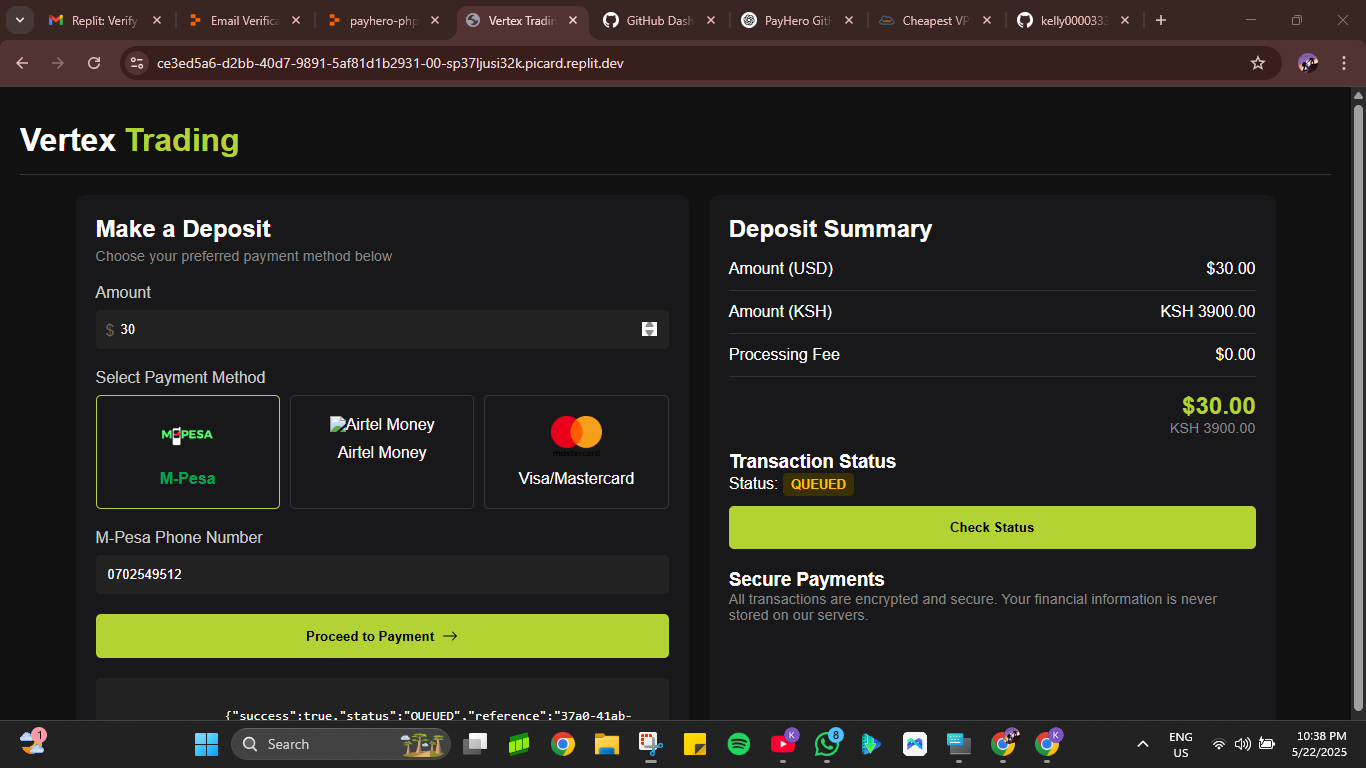 Replit: Verify
Email Verifica
payhero-php
Vertex Tradin
GitHub Dash
PayHero Git
Cheapest VP
kelly0000333
ce3ed5a6-d2bb-40d7-9891-5af81d1b2931-00-sp37ljusi32k.picard.replit.dev
Vertex Trading
Make a Deposit
Choose your preferred payment method below
Amount
$ 30
Select Payment Method
M-PESA
M-Pesa
Airtel Money
Airtel Money
mastercard
Visa/Mastercard
M-Pesa Phone Number
0702549512
Proceed to Payment →
{"success":true,"status":"QUEUED","reference":"37a0-41ab-
Deposit Summary
Amount (USD) $30.00
Amount (KSH) KSH 3900.00
Processing Fee $0.00
$30.00
KSH 3900.00
Transaction Status
Status: QUEUED
Check Status
Secure Payments
All transactions are encrypted and secure. Your financial information is never
stored on our servers.
1
Search
K
8
K
ENG
US
10:38 PM
5/22/2025